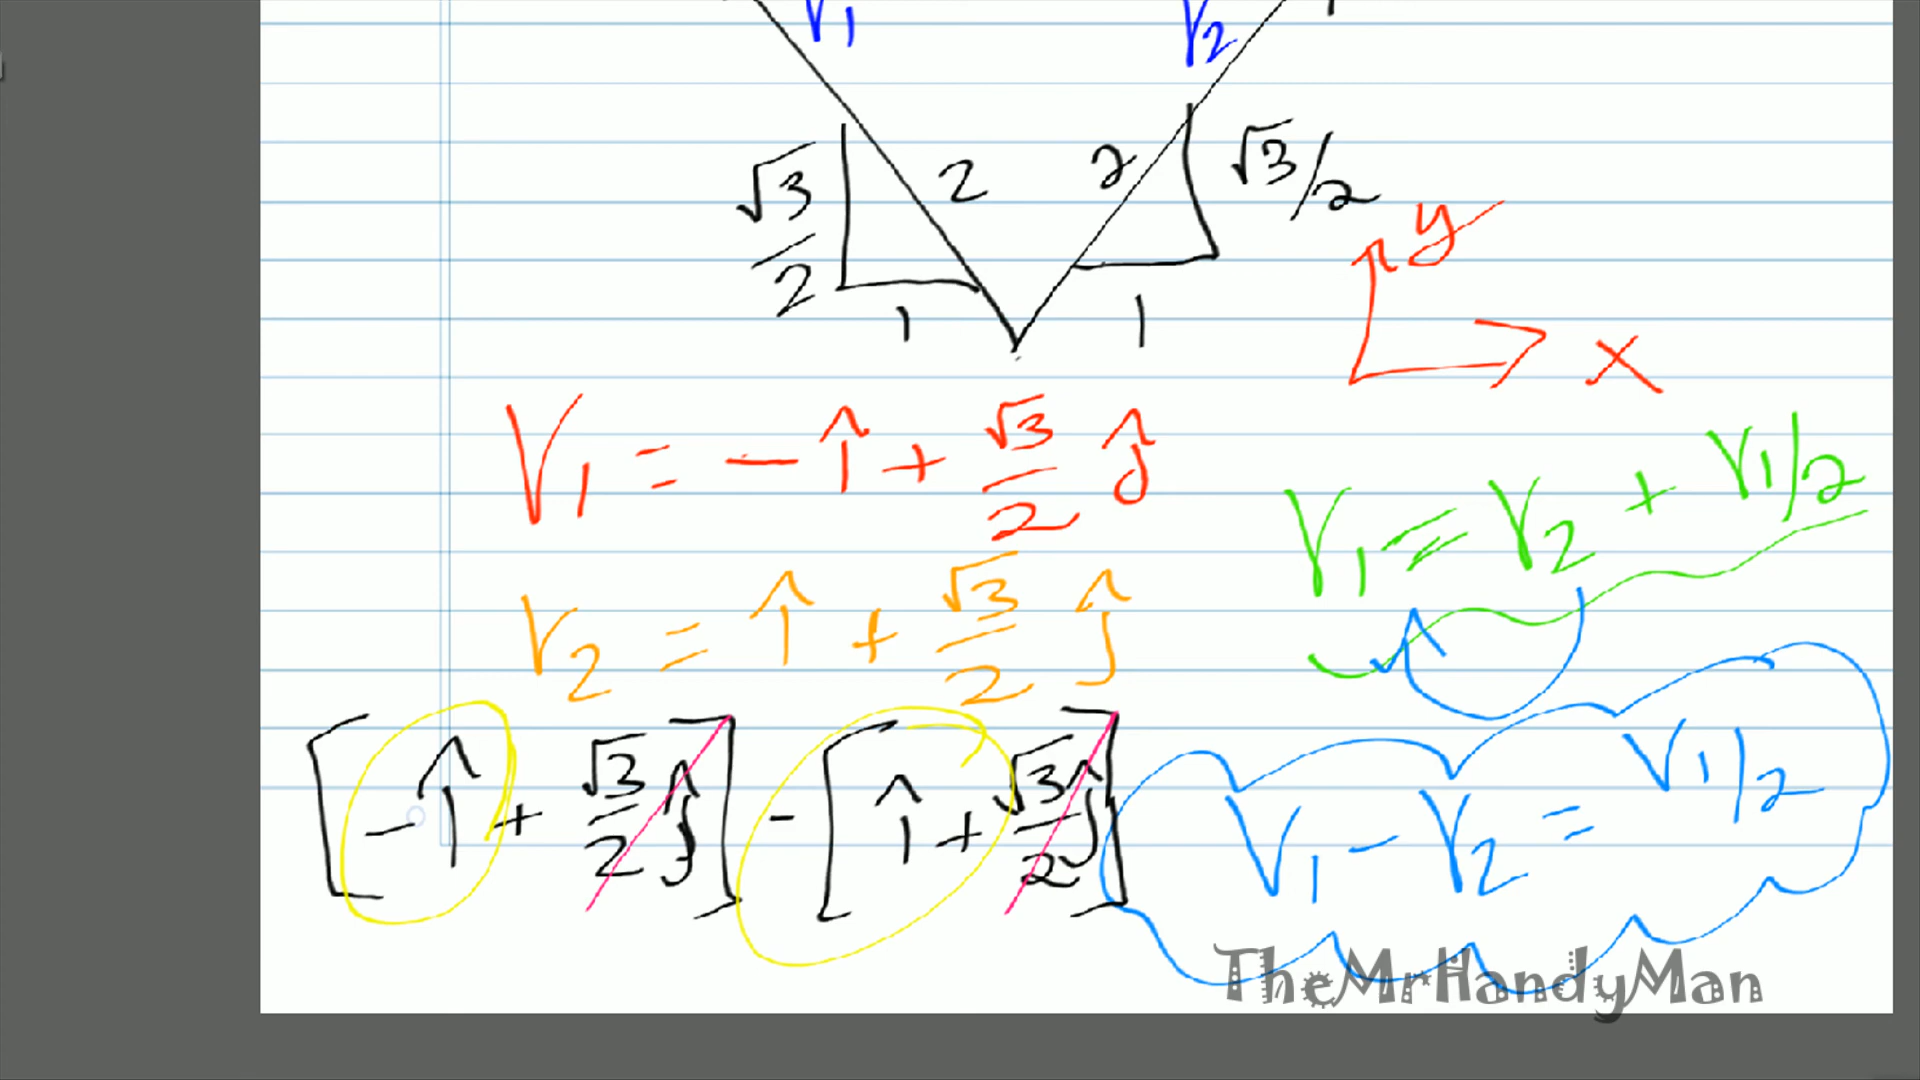 V1 V2
√3/2 2 2 √3/2
1 1
y
x
V1 = -î + √3/2 ĵ
V1 = V2 + V1/2
V2 = î + √3/2 ĵ
[-î + √3/2 ĵ] - [î + √3/2 ĵ]
V1 - V2 = V1/2
TheMrHandyMan